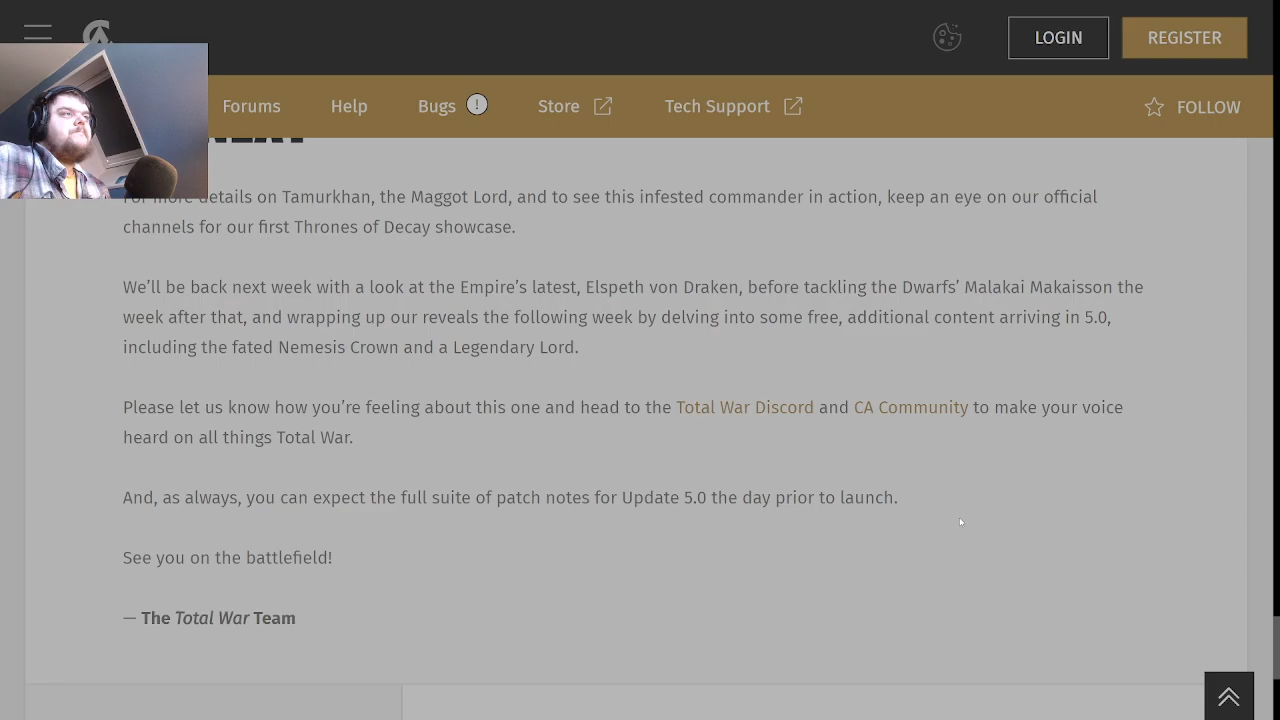 LOGIN
REGISTER
Forums
Help
Bugs
!
Store
Tech Support
FOLLOW
For more details on Tamurkhan, the Maggot Lord, and to see this infested commander in action, keep an eye on our official
channels for our first Thrones of Decay showcase.
We’ll be back next week with a look at the Empire’s latest, Elspeth von Draken, before tackling the Dwarfs’ Malakai Makaisson the
week after that, and wrapping up our reveals the following week by delving into some free, additional content arriving in 5.0,
including the fated Nemesis Crown and a Legendary Lord.
Please let us know how you’re feeling about this one and head to the Total War Discord and CA Community to make your voice
heard on all things Total War.
And, as always, you can expect the full suite of patch notes for Update 5.0 the day prior to launch.
See you on the battlefield!
— The Total War Team